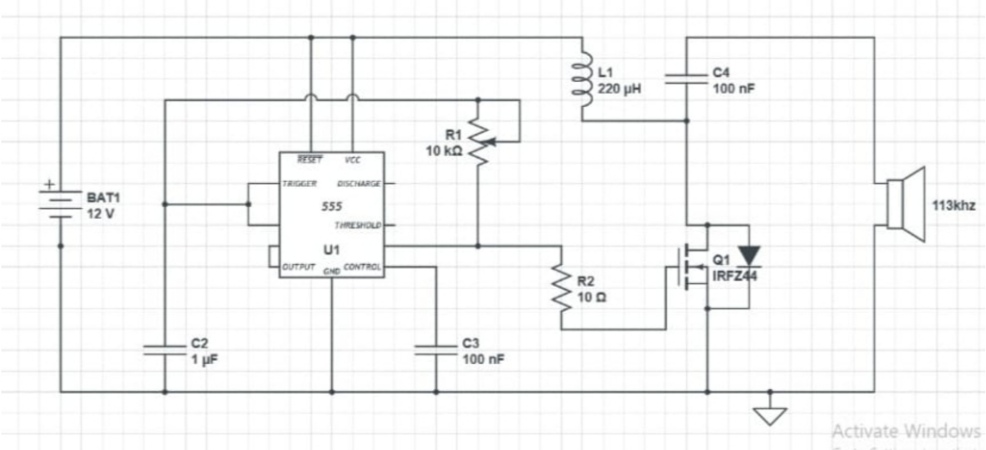 L1
220 μH
C4
100 nF
R1
10 kΩ
RESET
VCC
TRIGGER
DISCHARGE
555
THRESHOLD
U1
OUTPUT
GND
CONTROL
+
BAT1
12 V
113khz
Q1
IRFZ44
R2
10 Ω
C2
1 μF
C3
100 nF
Activate Windows